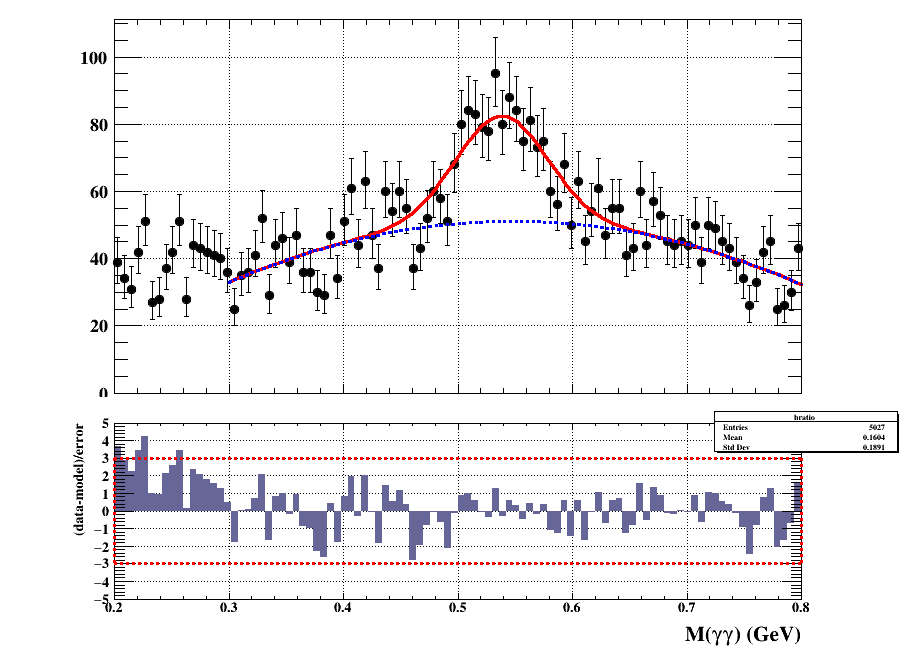 100
80
60
40
20
0
hratio
Entries 5027
Mean 0.1604
Std Dev 0.1891
(data-model)/error
5
4
3
2
1
0
−1
−2
−3
−4
−5
0.2 0.3 0.4 0.5 0.6 0.7 0.8
M(γγ) (GeV)